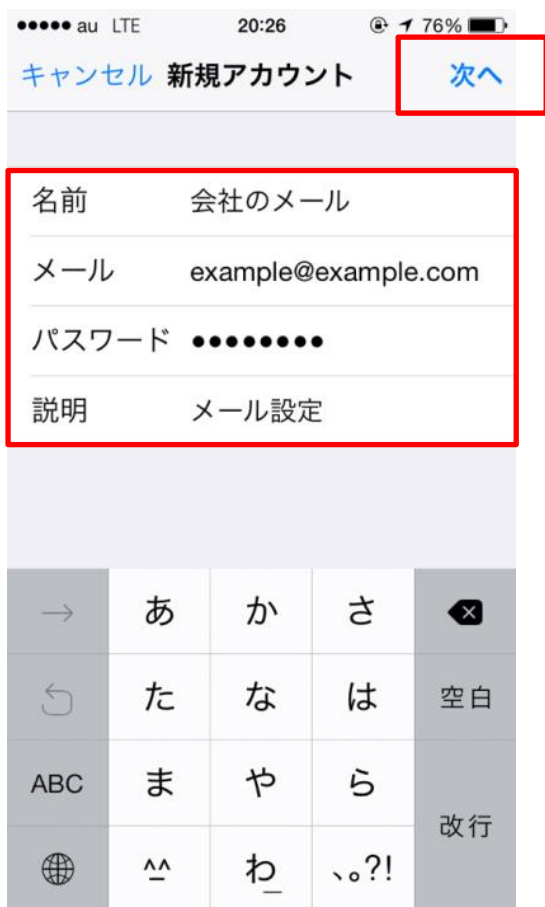 ●●●●● au LTE 20:26 76%
キャンセル 新規アカウント 次へ
名前 会社のメール
メール example@example.com
パスワード ●●●●●●●●
説明 メール設定
→ あ か さ
た な は 空白
ABC ま や ら 改行
^^ わ_ 、。?!